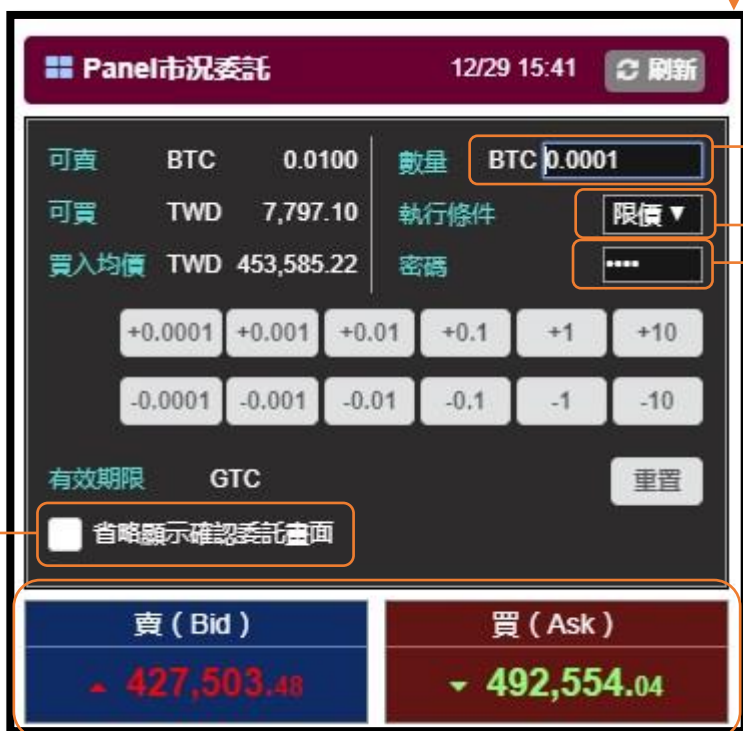 Panel市況委託 12/29 15:41 刷新
可賣 BTC 0.0100 數量 BTC 0.0001
可買 TWD 7,797.10 執行條件 限價▼
買入均價 TWD 453,585.22 密碼 ••••
+0.0001 +0.001 +0.01 +0.1 +1 +10
-0.0001 -0.001 -0.01 -0.1 -1 -10
有效期限 GTC 重置
省略顯示確認委託畫面
賣 ( Bid ) 買 ( Ask )
427,503.48 492,554.04